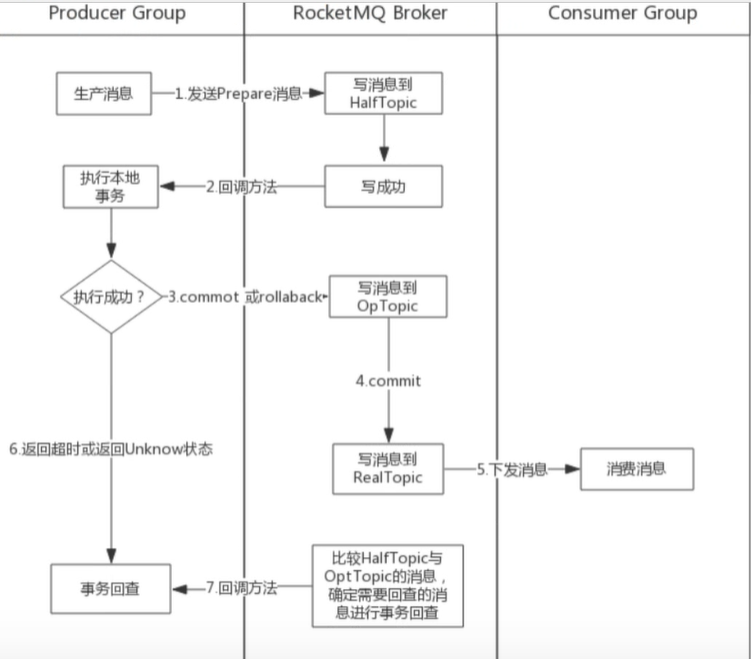 Producer Group
RocketMQ Broker
Consumer Group
生产消息
1.发送Prepare消息
写消息到
HalfTopic
执行本地
事务
2.回调方法
写成功
执行成功？
3.commot 或rollaback
写消息到
OpTopic
4.commit
6.返回超时或返回Unknow状态
写消息到
RealTopic
5.下发消息
消费消息
事务回查
7.回调方法
比较HalfTopic与
OptTopic的消息，
确定需要回查的消
息进行事务回查